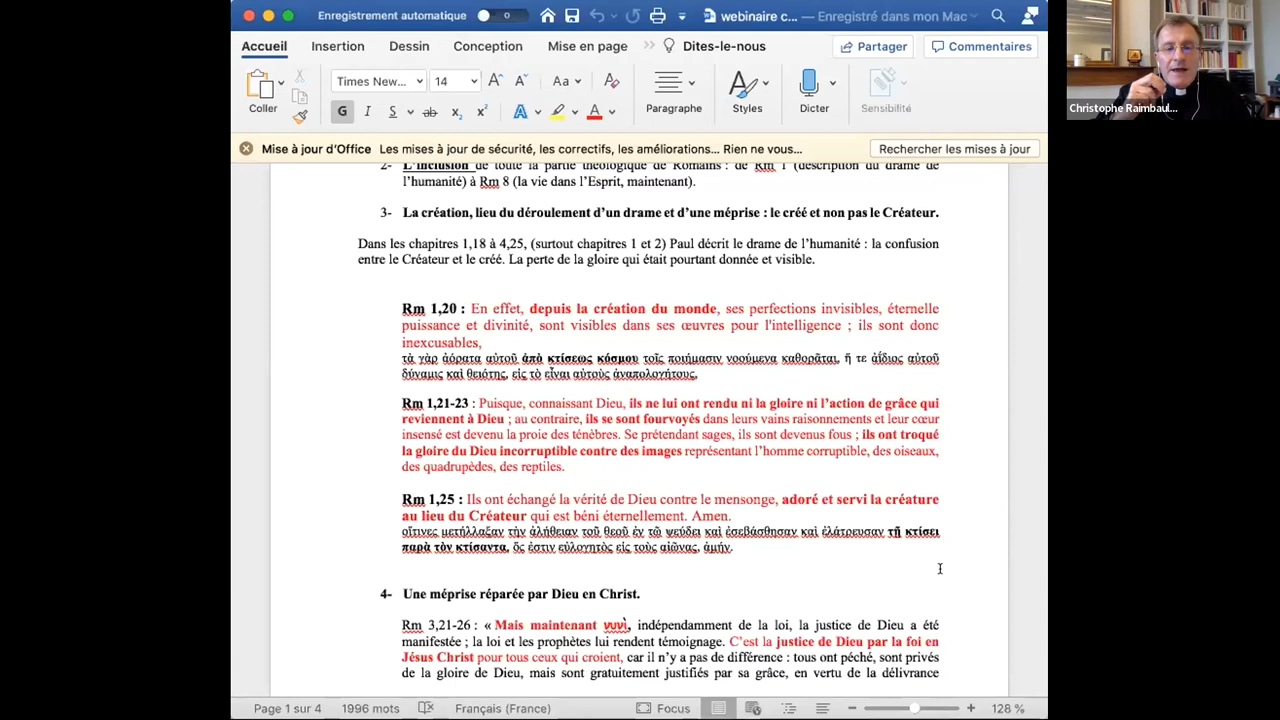 Enregistrement automatique
webinaire c... — Enregistré dans mon Mac
Accueil Insertion Dessin Conception Mise en page Dites-le-nous Partager Commentaires
Times New... 14
Coller
G I S ab x₂ x² A A
Paragraphe Styles Dicter Sensibilité
Christophe Raimbaul...
Mise à jour d'Office Les mises à jour de sécurité, les correctifs, les améliorations... Rien ne vous... Rechercher les mises à jour
2- L'inclusion de toute la partie théologique de Romains : de Rm 1 (description du drame de
l'humanité) à Rm 8 (la vie dans l'Esprit, maintenant).
3- La création, lieu du déroulement d'un drame et d'une méprise : le créé et non pas le Créateur.
Dans les chapitres 1,18 à 4,25, (surtout chapitres 1 et 2) Paul décrit le drame de l'humanité : la confusion
entre le Créateur et le créé. La perte de la gloire qui était pourtant donnée et visible.
Rm 1,20 : En effet, depuis la création du monde, ses perfections invisibles, éternelle
puissance et divinité, sont visibles dans ses œuvres pour l'intelligence ; ils sont donc
inexcusables,
τὰ γὰρ ἀόρατα αὐτοῦ ἀπὸ κτίσεως κόσμου τοῖς ποιήμασιν νοούμενα καθορᾶται, ἥ τε ἀΐδιος αὐτοῦ
δύναμις καὶ θειότης, εἰς τὸ εἶναι αὐτοὺς ἀναπολογήτους,
Rm 1,21-23 : Puisque, connaissant Dieu, ils ne lui ont rendu ni la gloire ni l'action de grâce qui
reviennent à Dieu ; au contraire, ils se sont fourvoyés dans leurs vains raisonnements et leur cœur
insensé est devenu la proie des ténèbres. Se prétendant sages, ils sont devenus fous ; ils ont troqué
la gloire du Dieu incorruptible contre des images représentant l'homme corruptible, des oiseaux,
des quadrupèdes, des reptiles.
Rm 1,25 : Ils ont échangé la vérité de Dieu contre le mensonge, adoré et servi la créature
au lieu du Créateur qui est béni éternellement. Amen.
οἵτινες μετήλλαξαν τὴν ἀλήθειαν τοῦ θεοῦ ἐν τῷ ψεύδει καὶ ἐσεβάσθησαν καὶ ἐλάτρευσαν τῇ κτίσει
παρὰ τὸν κτίσαντα, ὅς ἐστιν εὐλογητὸς εἰς τοὺς αἰῶνας, ἀμήν.
4- Une méprise réparée par Dieu en Christ.
Rm 3,21-26 : « Mais maintenant νυνὶ, indépendamment de la loi, la justice de Dieu a été
manifestée ; la loi et les prophètes lui rendent témoignage. C'est la justice de Dieu par la foi en
Jésus Christ pour tous ceux qui croient, car il n'y a pas de différence : tous ont péché, sont privés
de la gloire de Dieu, mais sont gratuitement justifiés par sa grâce, en vertu de la délivrance
Page 1 sur 4 1996 mots Français (France) Focus 128 %